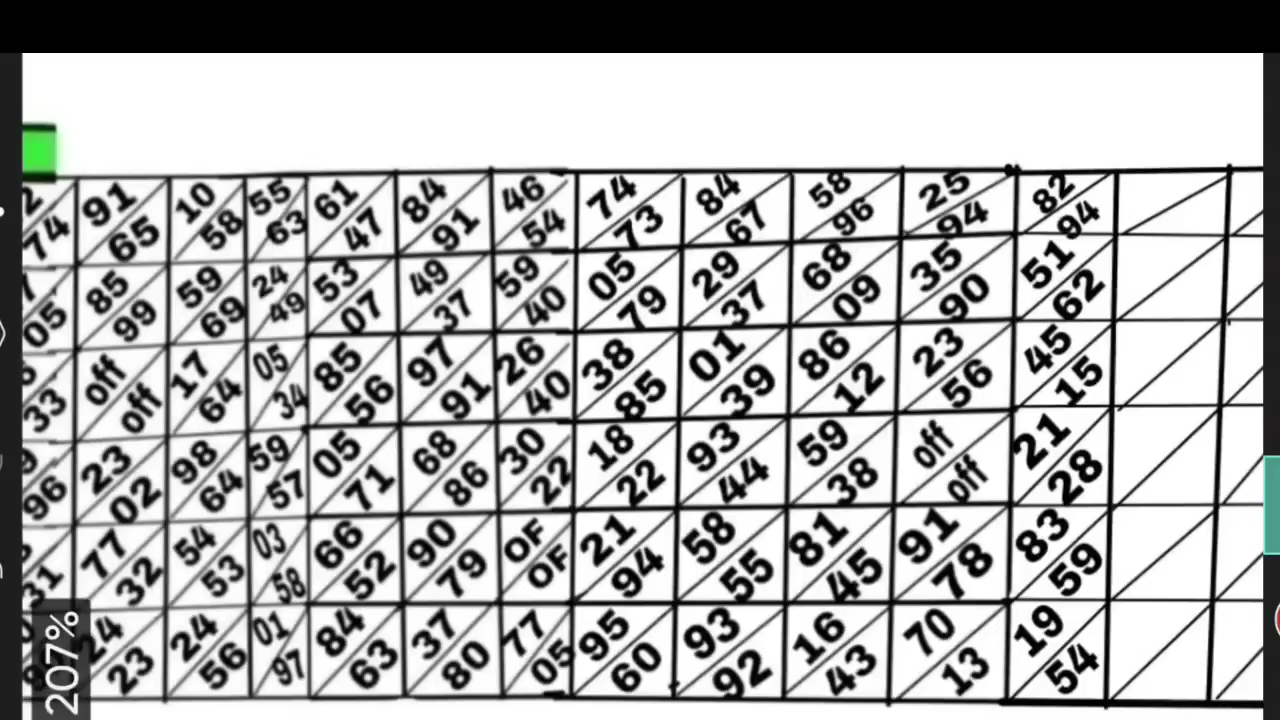 74 91 65 10 58 55 63 61 47 84 91 46 54 74 73 84 67 58 96 25 94 82 94
05 85 99 59 69 24 49 53 07 49 37 59 40 05 79 29 37 68 09 35 90 51 62
33 off off 17 64 05 34 85 56 97 91 26 40 38 85 01 39 86 12 23 56 45 15
96 23 02 98 64 59 57 05 71 68 86 30 22 18 22 93 44 59 38 off off 21 28
31 77 32 54 53 03 58 66 52 90 79 OF OF 21 94 58 55 81 45 91 78 83 59
23 24 56 01 97 84 63 37 80 77 05 95 60 93 92 16 43 70 13 19 54
207%